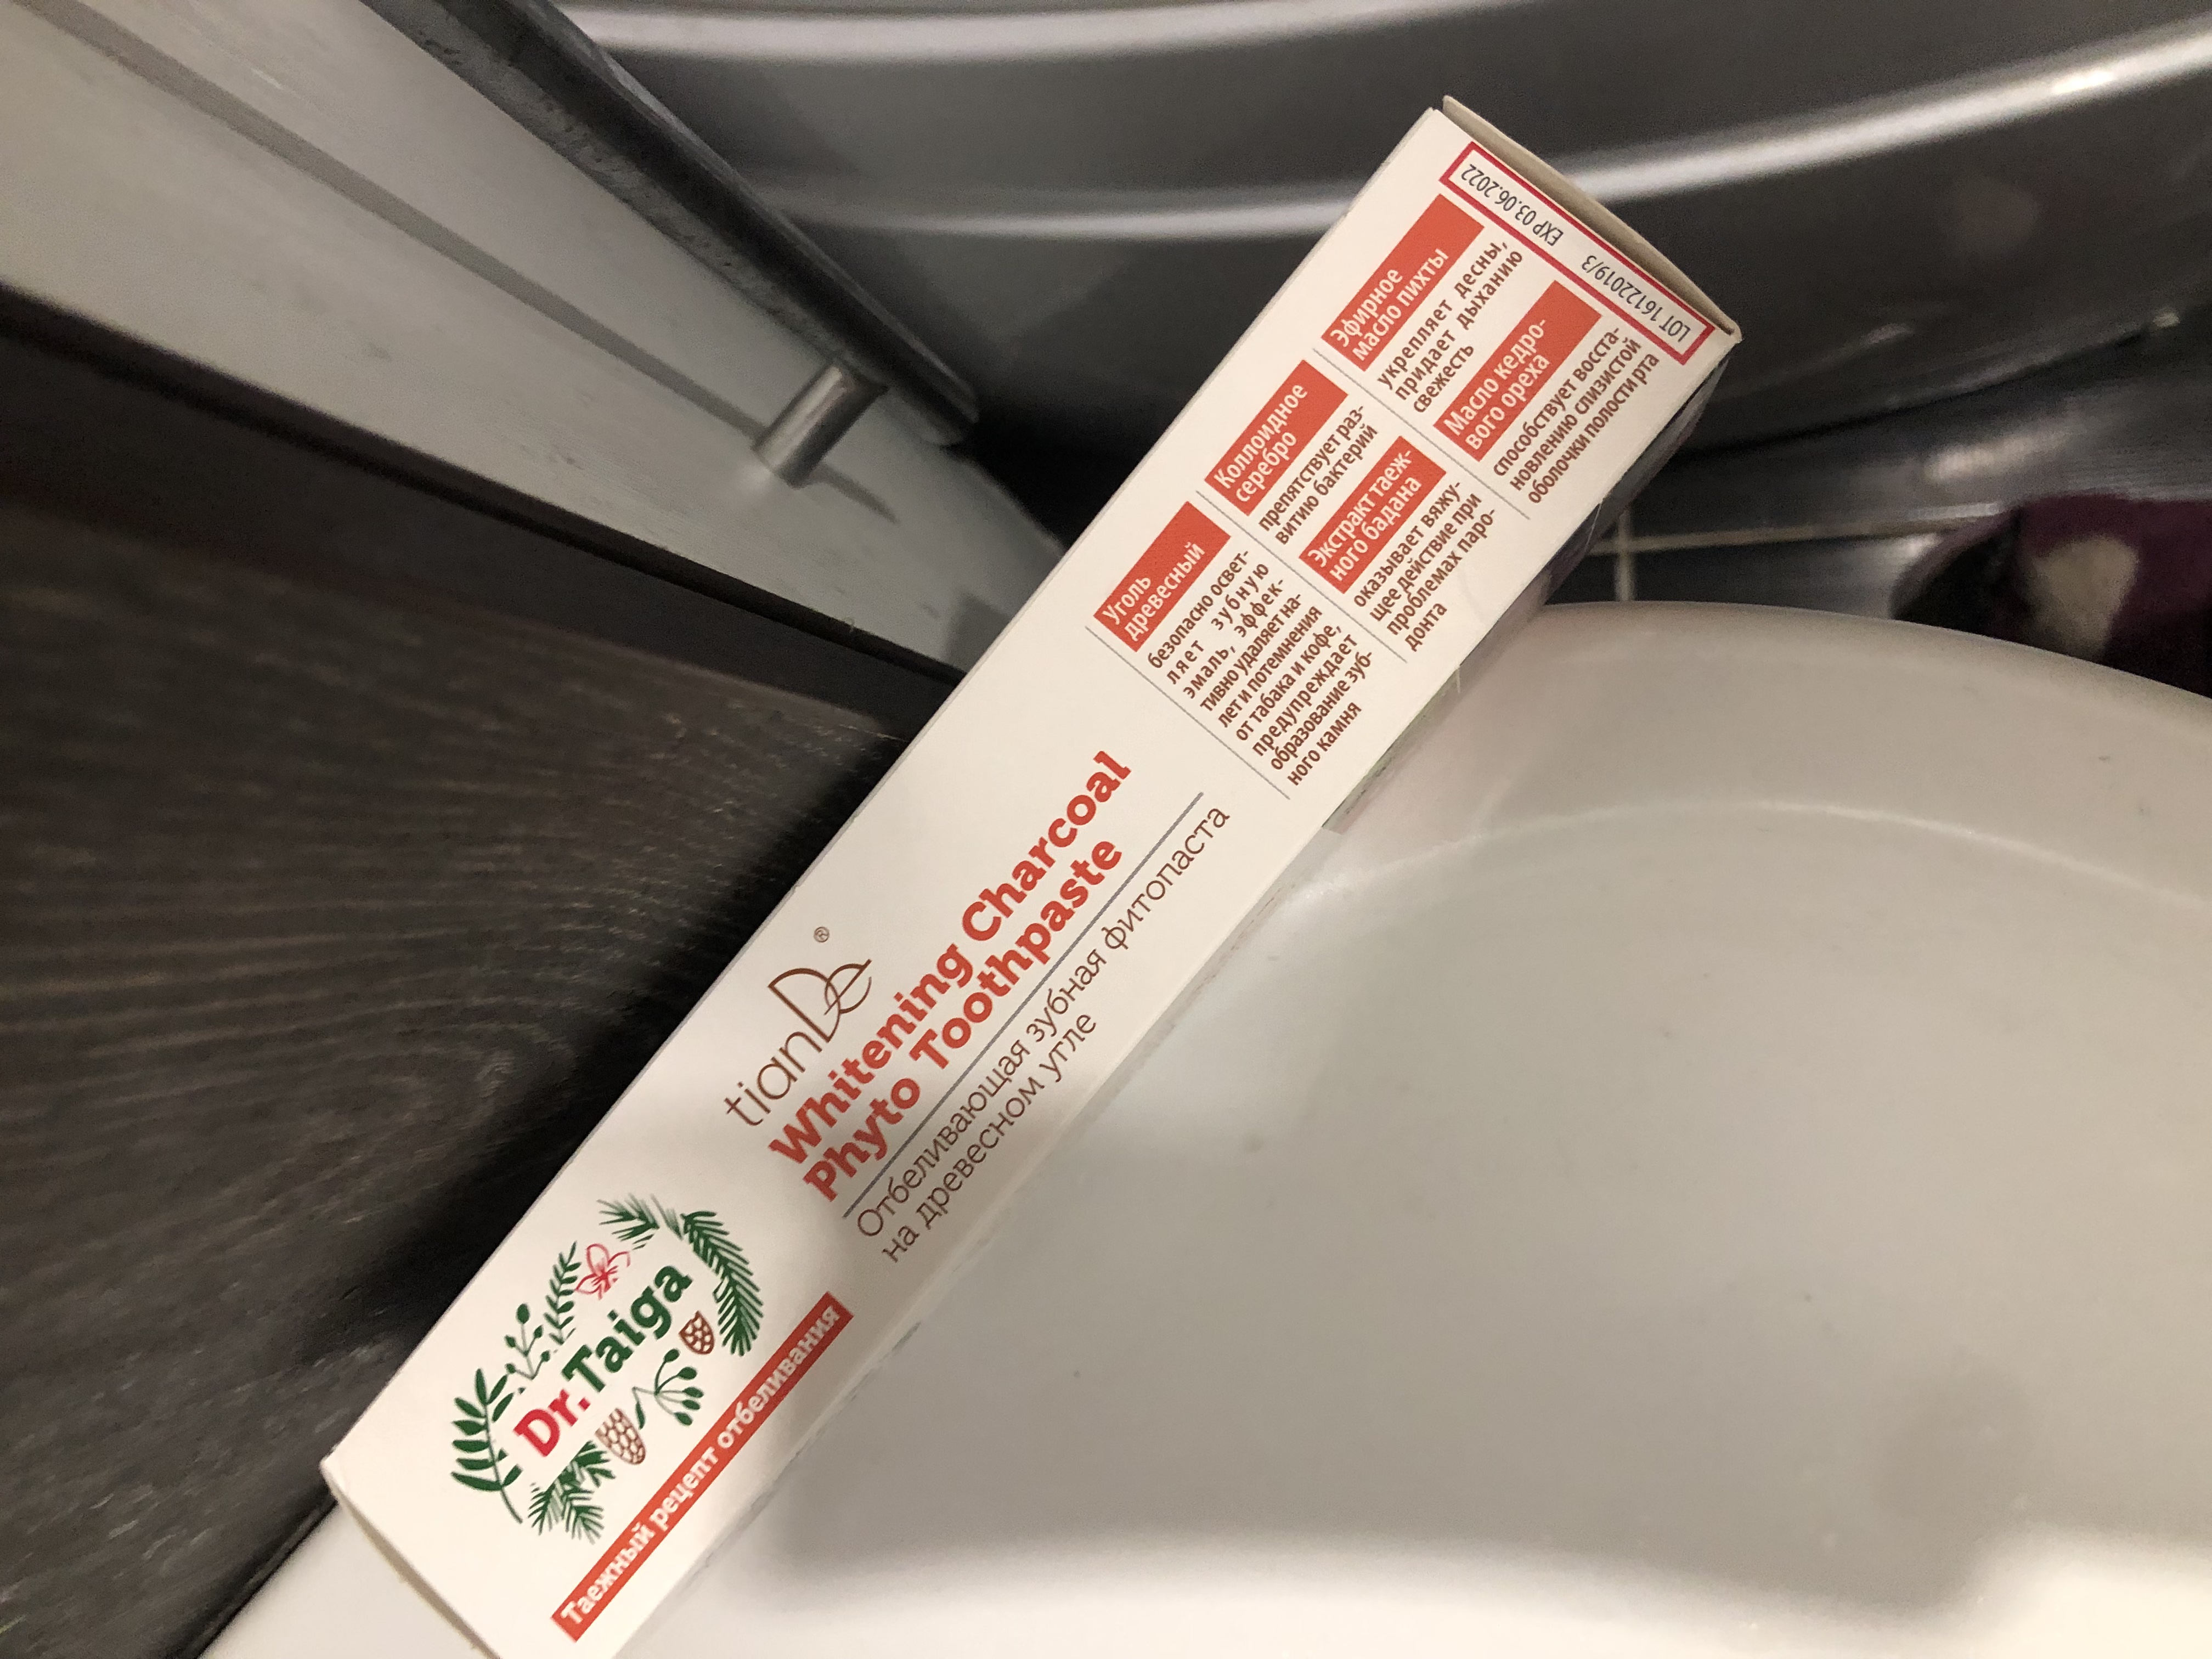 Dr.Taiga
Таежный рецепт отбеливания
tianDe®
Whitening Charcoal
Phyto Toothpaste
Отбеливающая зубная фитопаста
на древесном угле
Уголь
древесный
безопасно освет-
ляет зубную
эмаль, эффек-
тивно удаляет на-
лет и потемнения
от табака и кофе,
предупреждает
образование зуб-
ного камня
Коллоидное
серебро
препятствует раз-
витию бактерий
Экстракт таеж-
ного бадана
оказывает вяжу-
щее действие при
проблемах паро-
донта
Эфирное
масло пихты
укрепляет десны,
придает дыханию
свежесть
Масло кедро-
вого ореха
способствует восста-
новлению слизистой
оболочки полости рта
LOT 16122019/3 EXP 03.06.2022